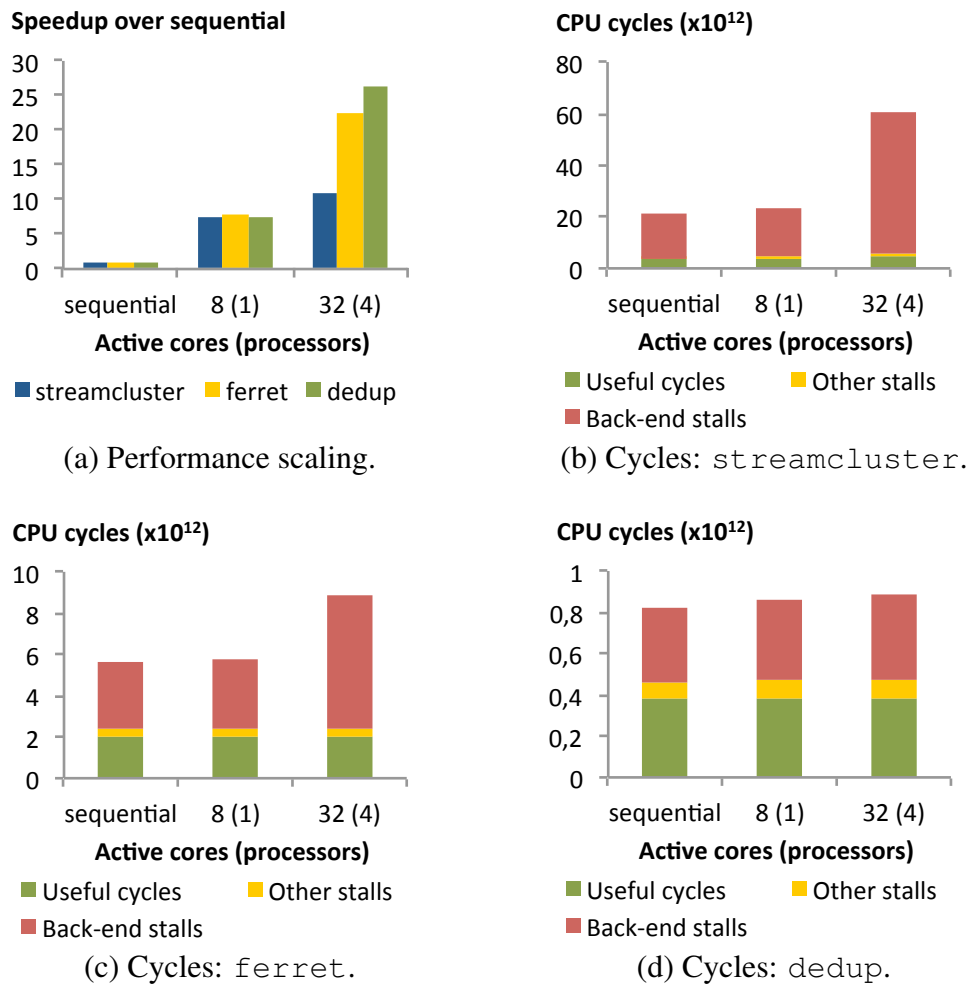 Speedup over sequential
30
25
20
15
10
5
0
sequential 8 (1) 32 (4)
Active cores (processors)
streamcluster ferret dedup
(a) Performance scaling.
CPU cycles (x10¹²)
80
60
40
20
0
sequential 8 (1) 32 (4)
Active cores (processors)
Useful cycles Other stalls
Back-end stalls
(b) Cycles: streamcluster.
CPU cycles (x10¹²)
10
8
6
4
2
0
sequential 8 (1) 32 (4)
Active cores (processors)
Useful cycles Other stalls
Back-end stalls
(c) Cycles: ferret.
CPU cycles (x10¹²)
1
0,8
0,6
0,4
0,2
0
sequential 8 (1) 32 (4)
Active cores (processors)
Useful cycles Other stalls
Back-end stalls
(d) Cycles: dedup.